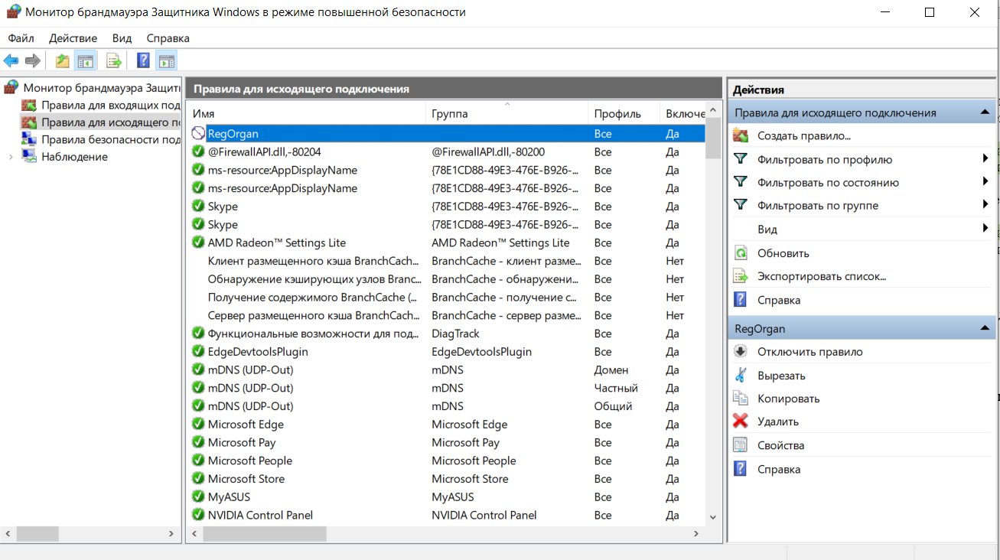 Монитор брандмауэра Защитника Windows в режиме повышенной безопасности
Файл Действие Вид Справка
Монитор брандмауэра Защит
Правила для входящих под
Правила для исходящего п
Правила безопасности под
Наблюдение
Правила для исходящего подключения
Имя Группа Профиль Включе
RegOrgan Все Да
@FirewallAPI.dll,-80204 @FirewallAPI.dll,-80200 Все Да
ms-resource:AppDisplayName {78E1CD88-49E3-476E-B926-... Все Да
ms-resource:AppDisplayName {78E1CD88-49E3-476E-B926-... Все Да
Skype {78E1CD88-49E3-476E-B926-... Все Да
Skype {78E1CD88-49E3-476E-B926-... Все Да
AMD Radeon™ Settings Lite AMD Radeon™ Settings Lite Все Да
Клиент размещенного кэша BranchCach... BranchCache - клиент разме... Все Нет
Обнаружение кэширующих узлов Branc... BranchCache - обнаружени... Все Нет
Получение содержимого BranchCache (... BranchCache - получение с... Все Нет
Сервер размещенного кэша BranchCach... BranchCache - сервер разме... Все Нет
Функциональные возможности для под... DiagTrack Все Да
EdgeDevtoolsPlugin EdgeDevtoolsPlugin Все Да
mDNS (UDP-Out) mDNS Домен Да
mDNS (UDP-Out) mDNS Частный Да
mDNS (UDP-Out) mDNS Общий Да
Microsoft Edge Microsoft Edge Все Да
Microsoft Pay Microsoft Pay Все Да
Microsoft People Microsoft People Все Да
Microsoft Store Microsoft Store Все Да
MyASUS MyASUS Все Да
NVIDIA Control Panel NVIDIA Control Panel Все Да
Действия
Правила для исходящего подключения
Создать правило...
Фильтровать по профилю
Фильтровать по состоянию
Фильтровать по группе
Вид
Обновить
Экспортировать список...
Справка
RegOrgan
Отключить правило
Вырезать
Копировать
Удалить
Свойства
Справка